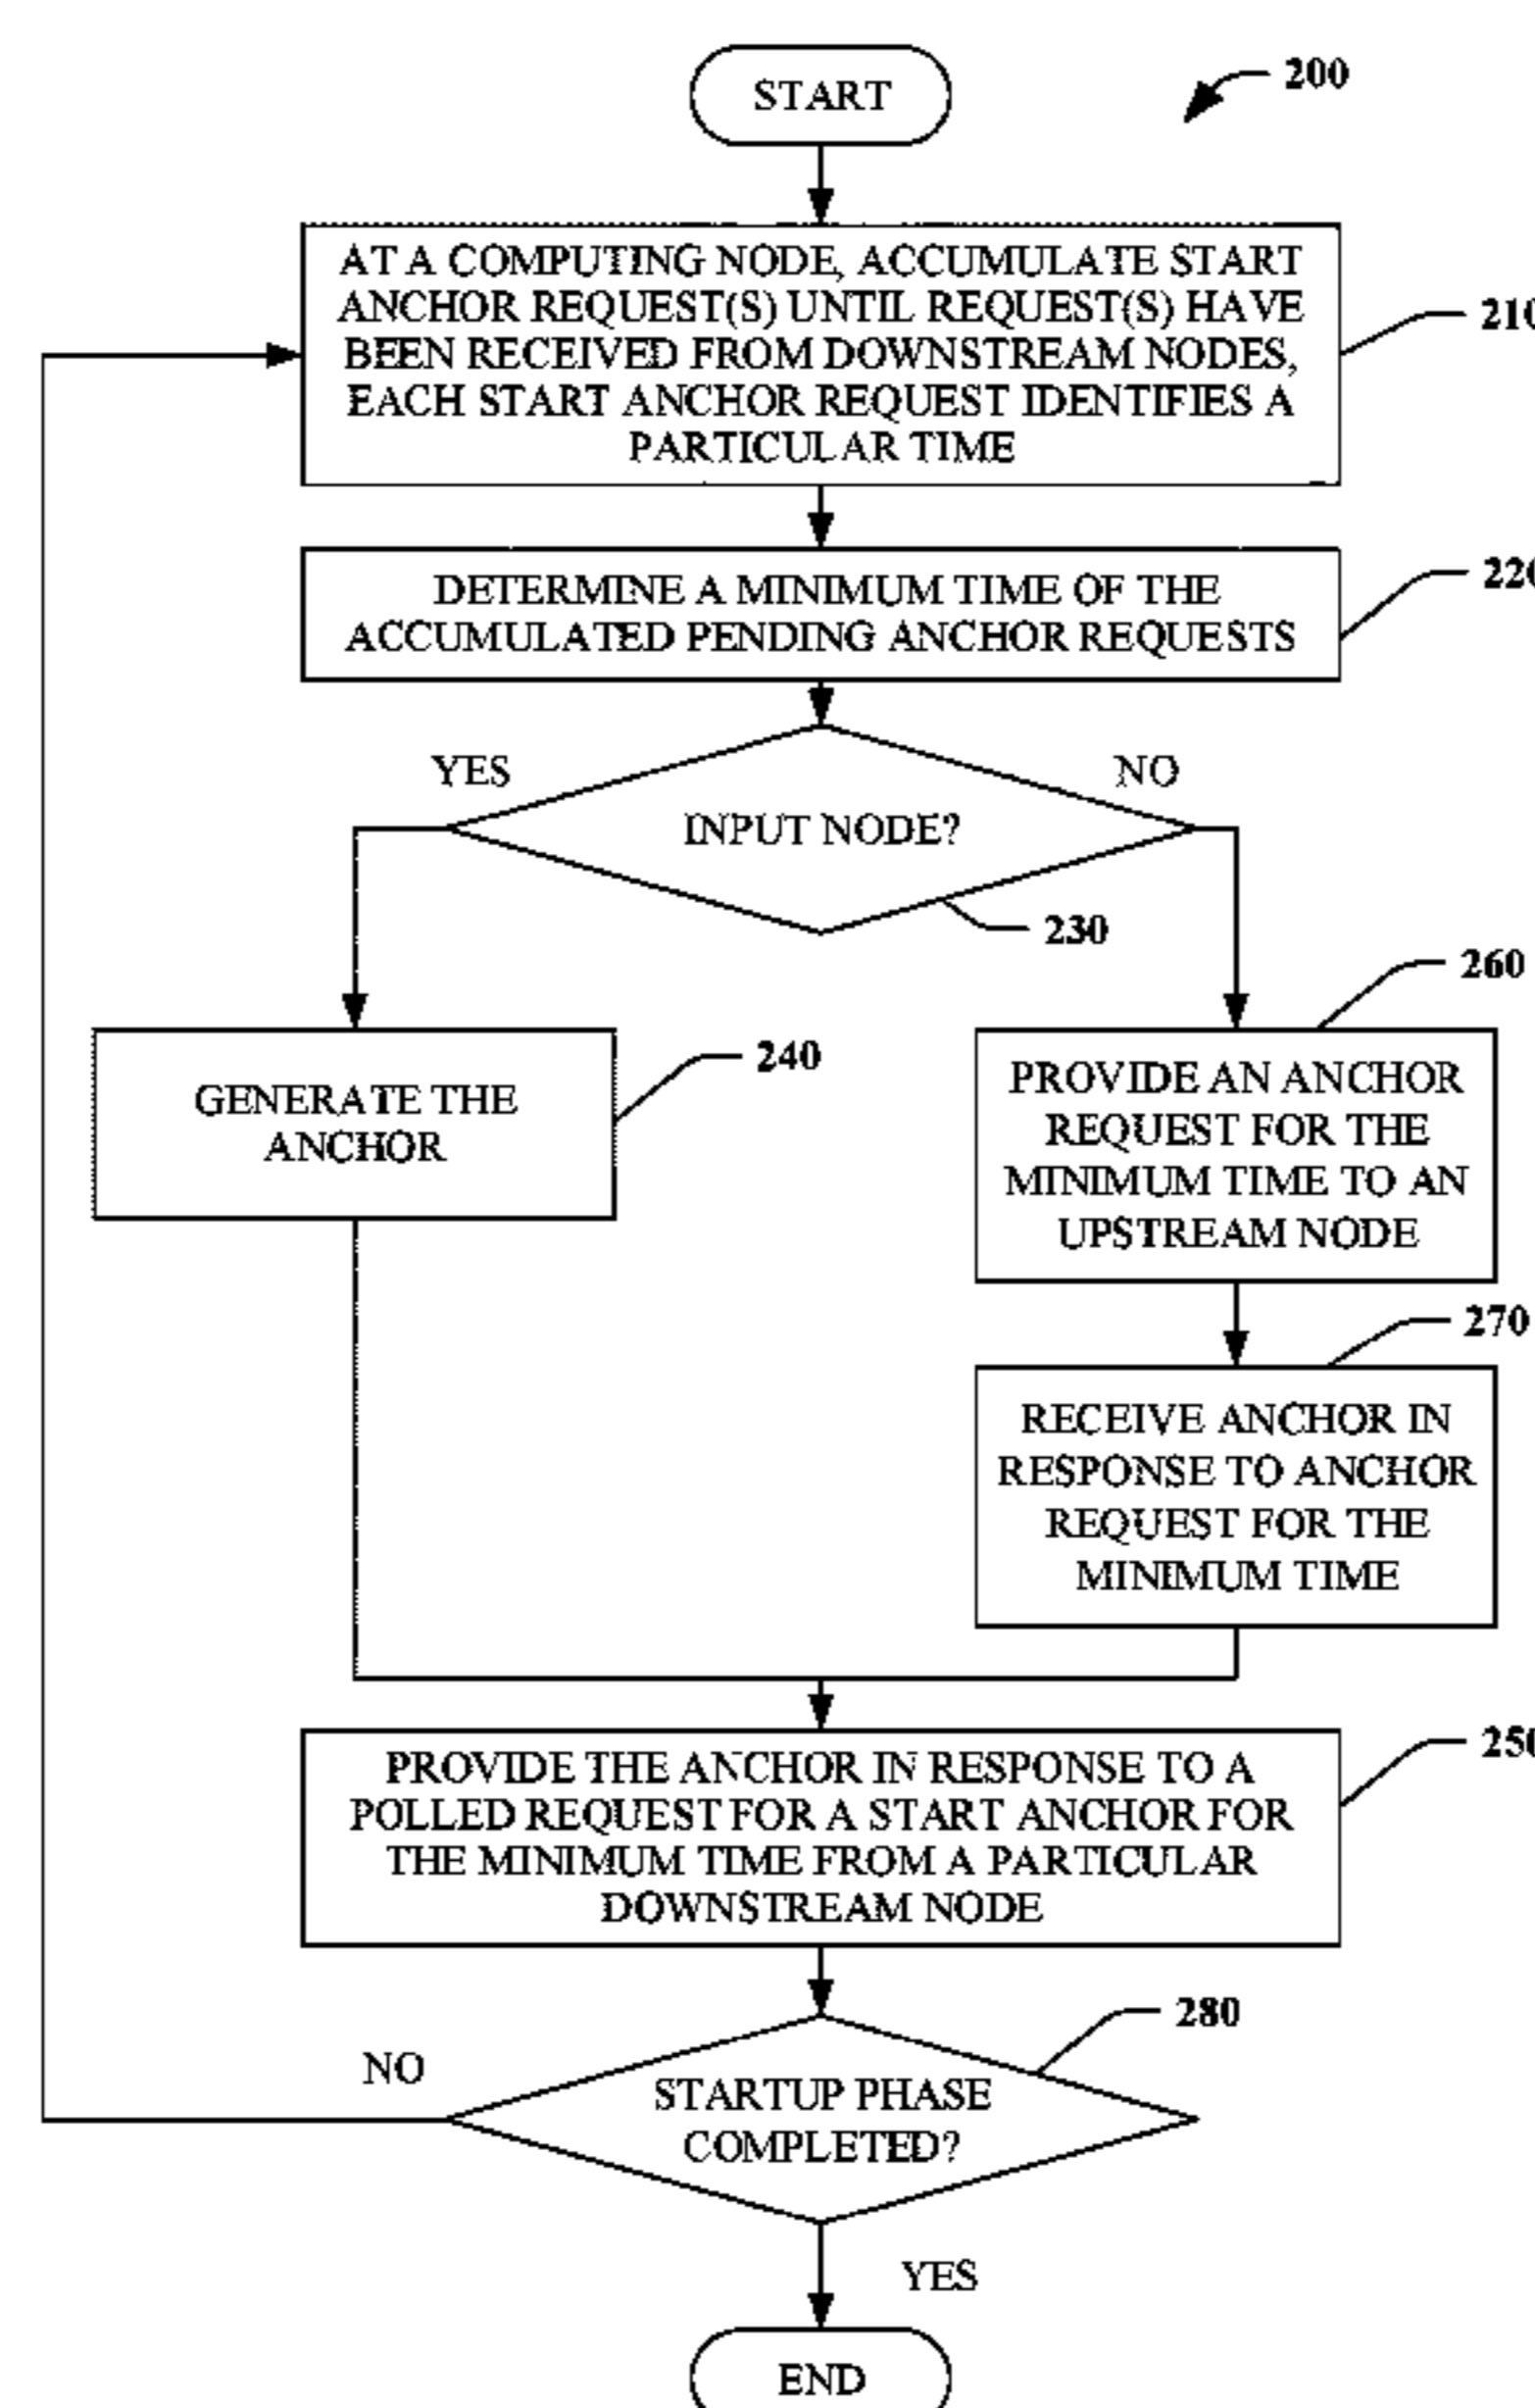 START
200
AT A COMPUTING NODE, ACCUMULATE START
ANCHOR REQUEST(S) UNTIL REQUEST(S) HAVE
BEEN RECEIVED FROM DOWNSTREAM NODES,
EACH START ANCHOR REQUEST IDENTIFIES A
PARTICULAR TIME
210
DETERMINE A MINIMUM TIME OF THE
ACCUMULATED PENDING ANCHOR REQUESTS
220
YES
NO
INPUT NODE?
230
GENERATE THE
ANCHOR
240
260
PROVIDE AN ANCHOR
REQUEST FOR THE
MINIMUM TIME TO AN
UPSTREAM NODE
270
RECEIVE ANCHOR IN
RESPONSE TO ANCHOR
REQUEST FOR THE
MINIMUM TIME
PROVIDE THE ANCHOR IN RESPONSE TO A
POLLED REQUEST FOR A START ANCHOR FOR
THE MINIMUM TIME FROM A PARTICULAR
DOWNSTREAM NODE
250
280
NO
STARTUP PHASE
COMPLETED?
YES
END